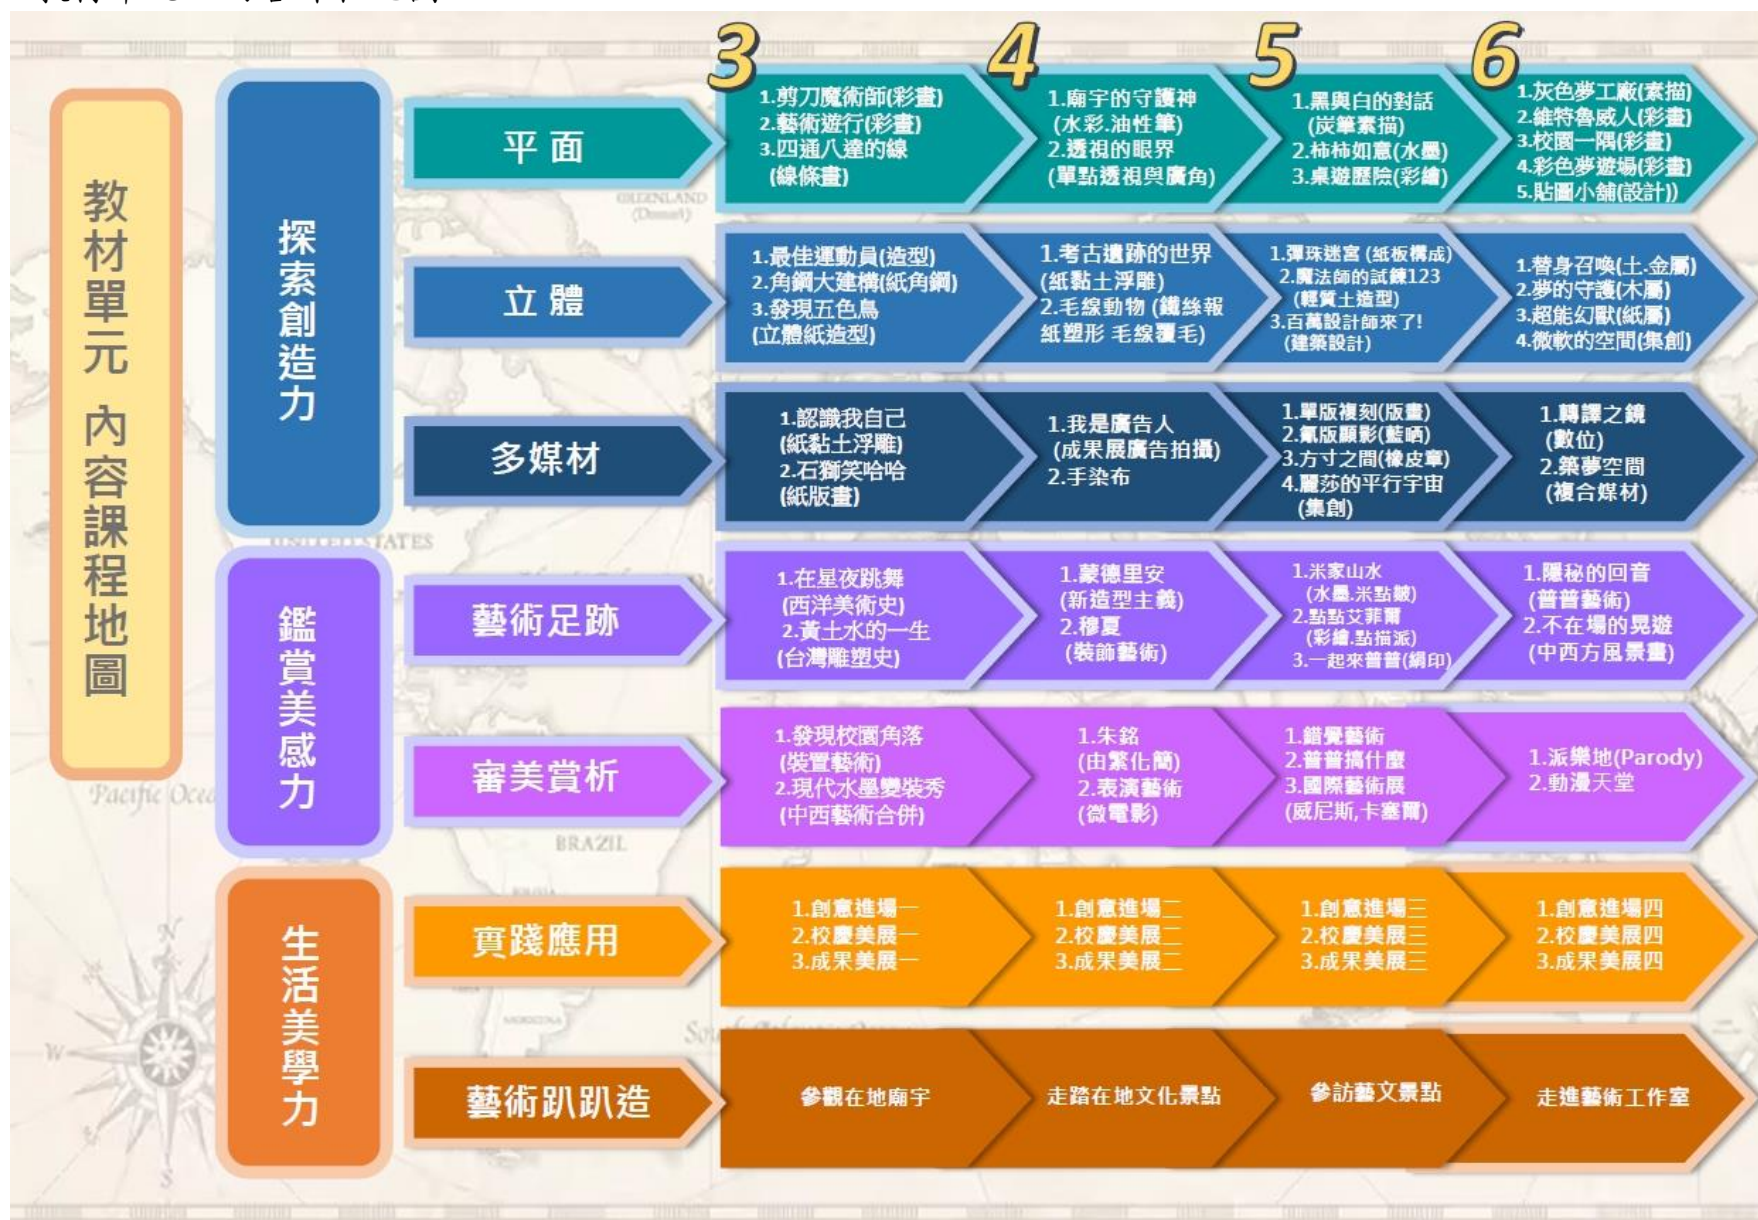 教材單元 內容課程地圖
3
4
5
6
探索創造力
平面
1.剪刀魔術師(彩畫)
2.藝術遊行(彩畫)
3.四通八達的線
(線條畫)
1.廟宇的守護神
(水彩.油性筆)
2.透視的眼界
(單點透視與廣角)
1.黑與白的對話
(炭筆素描)
2.柿柿如意(水墨)
3.桌遊歷險(彩繪)
1.灰色夢工廠(素描)
2.維特魯威人(彩畫)
3.校園一隅(彩畫)
4.彩色夢遊場(彩畫)
5.貼圖小舖(設計))
立體
1.最佳運動員(造型)
2.角鋼大建構(紙角鋼)
3.發現五色鳥
(立體紙造型)
1.考古遺跡的世界
(紙黏土浮雕)
2.毛線動物 (鐵絲報
紙塑形 毛線覆毛)
1.彈珠迷宮 (紙板構成)
2.魔法師的試鍊123
(輕質土造型)
3.百萬設計師來了!
(建築設計)
1.替身召喚(土.金屬)
2.夢的守護(木屬)
3.超能幻獸(紙屬)
4.微軟的空間(集創)
多媒材
1.認識我自己
(紙黏土浮雕)
2.石獅笑哈哈
(紙版畫)
1.我是廣告人
(成果展廣告拍攝)
2.手染布
1.單版複刻(版畫)
2.氰版顯影(藍晒)
3.方寸之間(橡皮章)
4.麗莎的平行宇宙
(集創)
1.轉譯之鏡
(數位)
2.築夢空間
(複合媒材)
鑑賞美感力
藝術足跡
1.在星夜跳舞
(西洋美術史)
2.黃土水的一生
(台灣雕塑史)
1.蒙德里安
(新造型主義)
2.穆夏
(裝飾藝術)
1.米家山水
(水墨.米點皴)
2.點點艾菲爾
(彩繪.點描派)
3.一起來普普(絹印)
1.隱秘的回音
(普普藝術)
2.不在場的晃遊
(中西方風景畫)
審美賞析
1.發現校園角落
(裝置藝術)
2.現代水墨變裝秀
(中西藝術合併)
1.朱銘
(由繁化簡)
2.表演藝術
(微電影)
1.錯覺藝術
2.普普搞什麼
3.國際藝術展
(威尼斯,卡塞爾)
1.派樂地(Parody)
2.動漫天堂
生活美學力
實踐應用
1.創意進場一
2.校慶美展一
3.成果美展一
1.創意進場二
2.校慶美展二
3.成果美展二
1.創意進場三
2.校慶美展三
3.成果美展三
1.創意進場四
2.校慶美展四
3.成果美展四
藝術趴趴造
參觀在地廟宇
走踏在地文化景點
參訪藝文景點
走進藝術工作室
GREENLAND
UNITED STATES
Pacific
BRAZIL
N
W
S